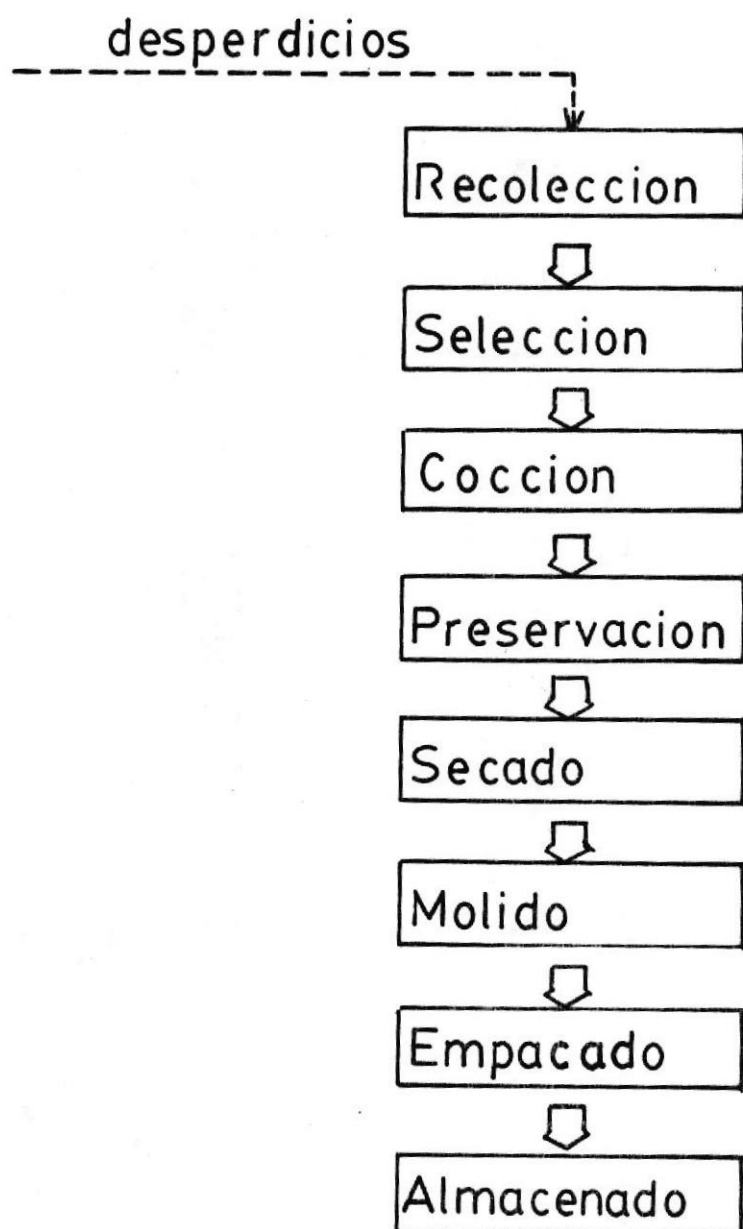 desperdicios
Recoleccion
Seleccion
Coccion
Preservacion
Secado
Molido
Empacado
Almacenado